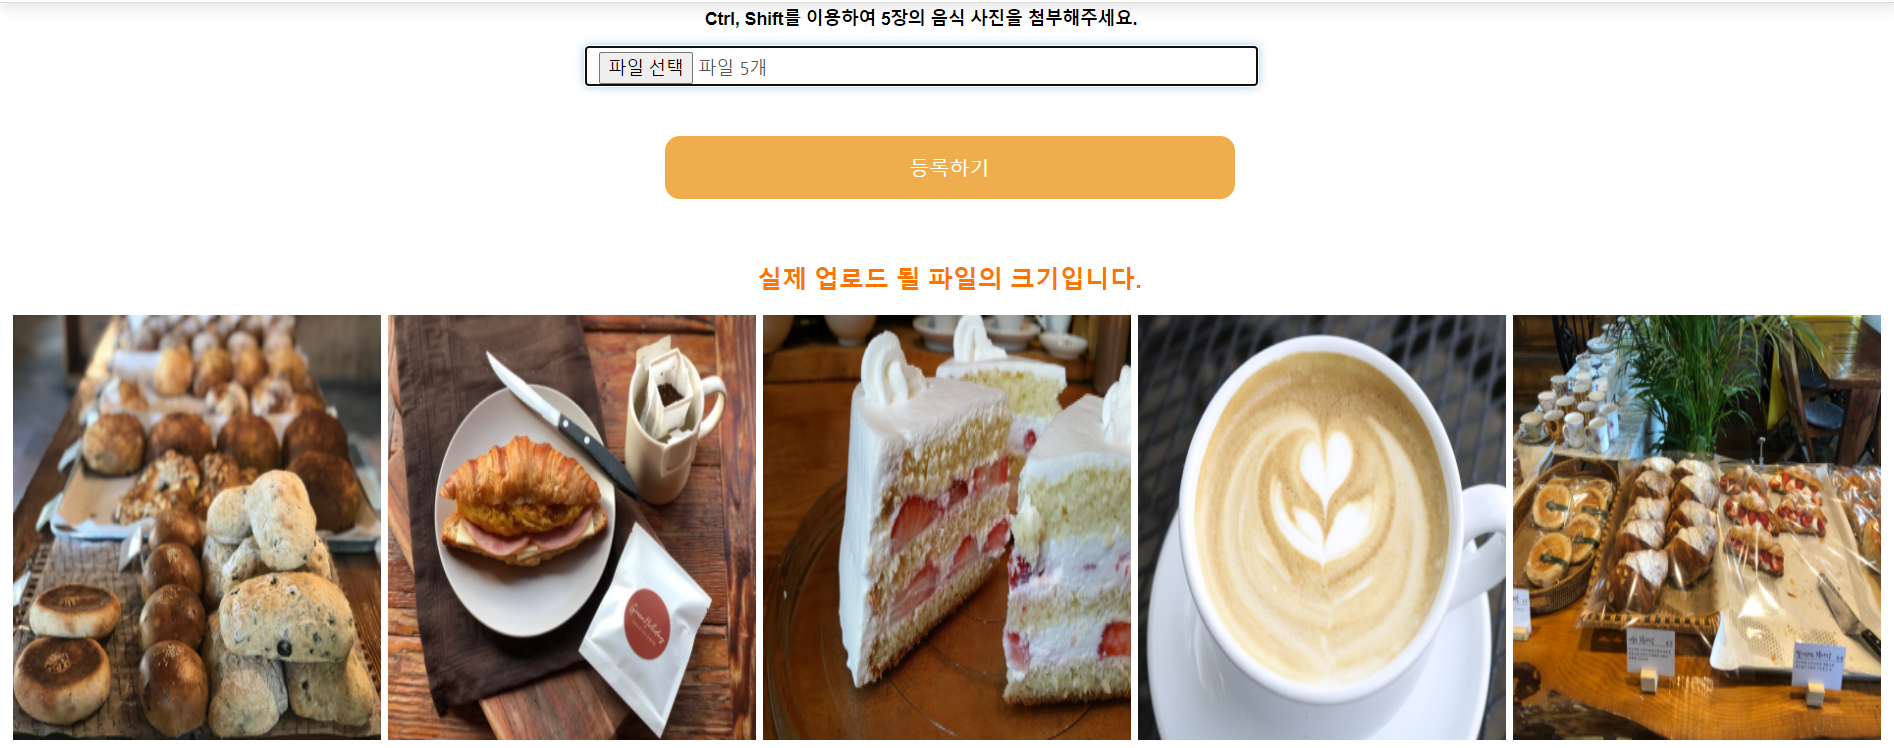 Ctrl, Shift를 이용하여 5장의 음식 사진을 첨부해주세요.
파일 선택 파일 5개
등록하기
실제 업로드 될 파일의 크기입니다.